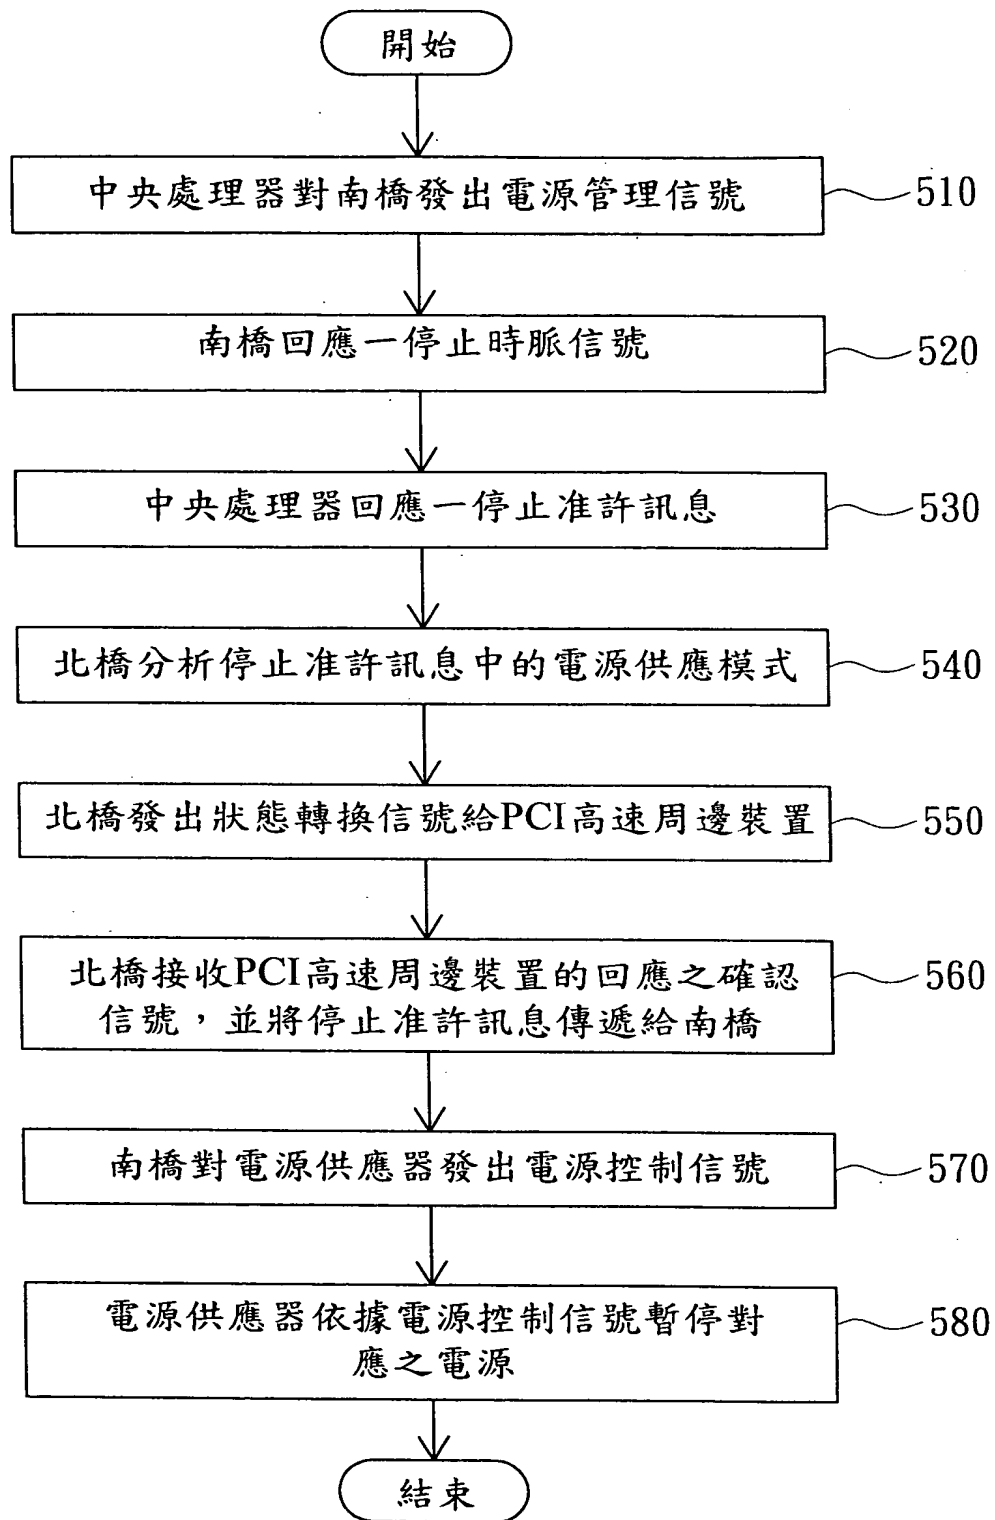 開始
中央處理器對南橋發出電源管理信號
510
南橋回應一停止時脈信號
520
中央處理器回應一停止准許訊息
530
北橋分析停止准許訊息中的電源供應模式
540
北橋發出狀態轉換信號給PCI高速周邊裝置
550
北橋接收PCI高速周邊裝置的回應之確認
信號，並將停止准許訊息傳遞給南橋
560
南橋對電源供應器發出電源控制信號
570
電源供應器依據電源控制信號暫停對
應之電源
580
結束